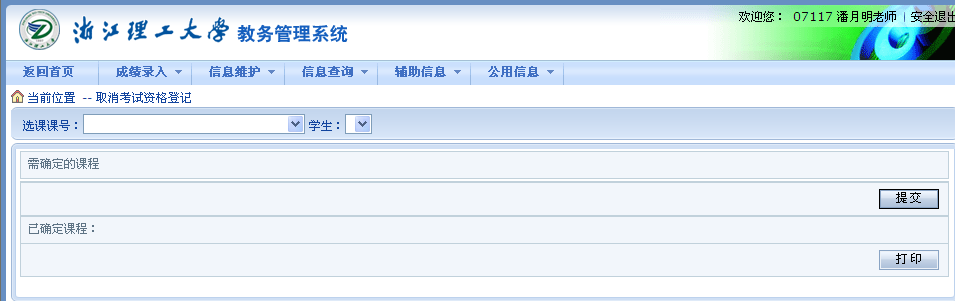 欢迎您： 07117 潘月明老师 | 安全退出
浙江理工大学 教务管理系统
返回首页 成绩录入 信息维护 信息查询 辅助信息 公用信息
当前位置 -- 取消考试资格登记
选课课号： 学生：
需确定的课程
提交
已确定课程：
打印